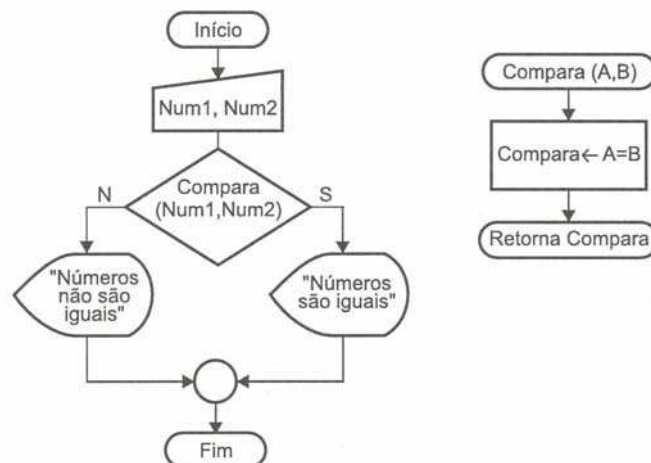 Início
Num1, Num2
Compara
(Num1,Num2)
N
S
"Números
não são
iguais"
"Números
são iguais"
Fim
Compara (A,B)
Compara← A=B
Retorna Compara